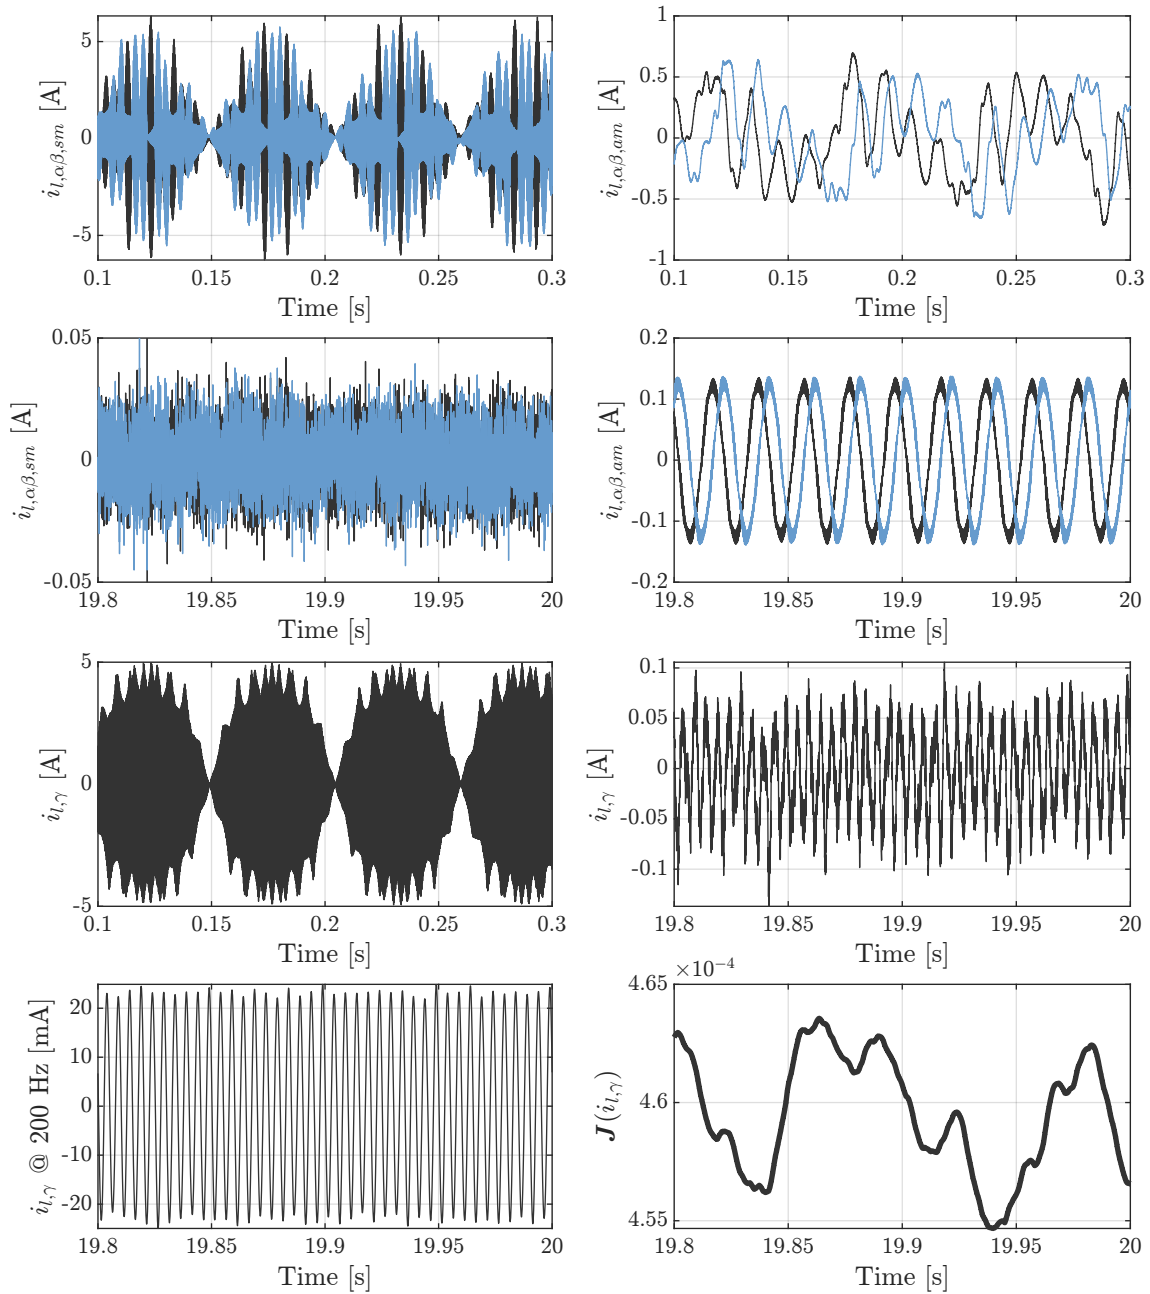 i_{l,αβ,sm} [A]
5
0
-5
0.1 0.2 0.3
Time [s]
i_{l,αβ,am} [A]
1
0.5
0
-0.5
-1
0.1 0.15 0.2 0.25 0.3
Time [s]
i_{l,αβ,sm} [A]
0.05
0
-0.05
19.8 19.85 19.9 19.95 20
Time [s]
i_{l,αβ,am} [A]
0.2
0.1
0
-0.1
-0.2
19.8 19.85 19.9 19.95 20
Time [s]
i_{l,γ} [A]
5
0
-5
0.1 0.15 0.2 0.25 0.3
Time [s]
i_{l,γ} [A]
0.1
0.05
0
-0.05
-0.1
19.8 19.85 19.9 19.95 20
Time [s]
i_{l,γ} @ 200 Hz [mA]
20
10
0
-10
-20
19.8 19.85 19.9 19.95 20
Time [s]
J(i_{l,γ})
×10⁻⁴
4.65
4.6
4.55
19.8 19.85 19.9 19.95 20
Time [s]